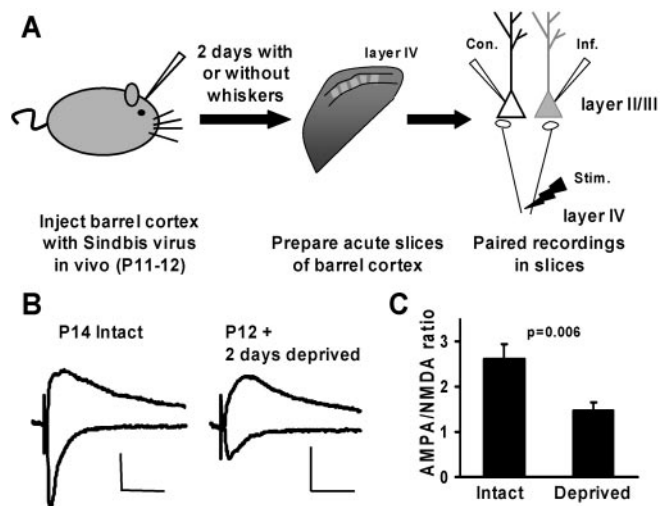 A
2 days with
or without
whiskers
layer IV
Con.
Inf.
layer II/III
Stim.
layer IV
Inject barrel cortex
with Sindbis virus
in vivo (P11-12)
Prepare acute slices
of barrel cortex
Paired recordings
in slices
B
P14 Intact
P12 +
2 days deprived
C
AMPA/NMDA ratio
p=0.006
3
2
1
0
Intact
Deprived